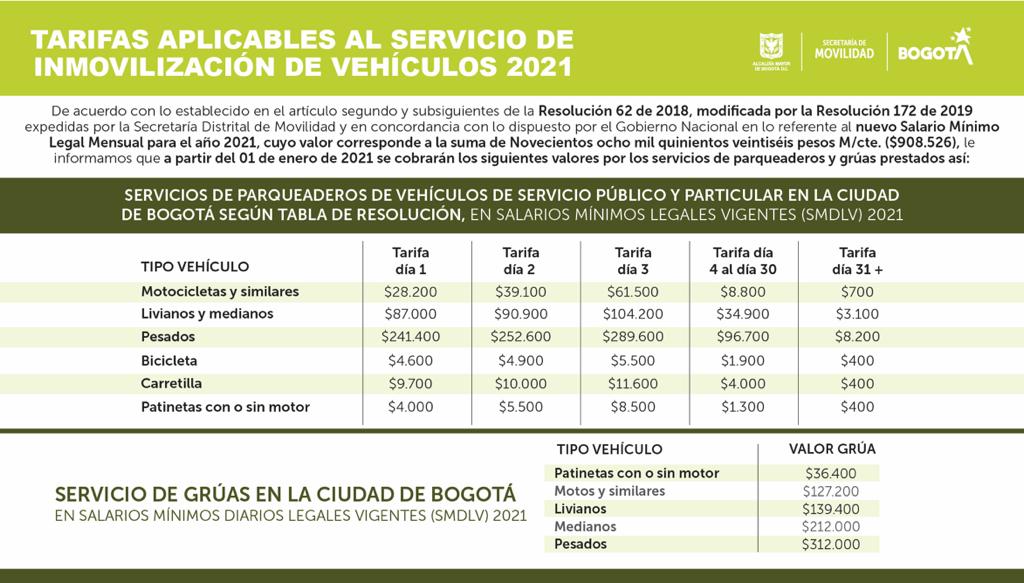 TARIFAS APLICABLES AL SERVICIO DE
INMOVILIZACIÓN DE VEHÍCULOS 2021
ALCALDÍA MAYOR
DE BOGOTÁ D.C.
SECRETARÍA DE
MOVILIDAD
BOGOTÁ
De acuerdo con lo establecido en el artículo segundo y subsiguientes de la Resolución 62 de 2018, modificada por la Resolución 172 de 2019
expedidas por la Secretaría Distrital de Movilidad y en concordancia con lo dispuesto por el Gobierno Nacional en lo referente al nuevo Salario Mínimo
Legal Mensual para el año 2021, cuyo valor corresponde a la suma de Novecientos ocho mil quinientos veintiséis pesos M/cte. ($908.526), le
informamos que a partir del 01 de enero de 2021 se cobrarán los siguientes valores por los servicios de parqueaderos y grúas prestados así:
SERVICIOS DE PARQUEADEROS DE VEHÍCULOS DE SERVICIO PÚBLICO Y PARTICULAR EN LA CIUDAD
DE BOGOTÁ SEGÚN TABLA DE RESOLUCIÓN, EN SALARIOS MÍNIMOS LEGALES VIGENTES (SMDLV) 2021
TIPO VEHÍCULO Tarifa día 1 Tarifa día 2 Tarifa día 3 Tarifa día 4 al día 30 Tarifa día 31 +
Motocicletas y similares $28.200 $39.100 $61.500 $8.800 $700
Livianos y medianos $87.000 $90.900 $104.200 $34.900 $3.100
Pesados $241.400 $252.600 $289.600 $96.700 $8.200
Bicicleta $4.600 $4.900 $5.500 $1.900 $400
Carretilla $9.700 $10.000 $11.600 $4.000 $400
Patinetas con o sin motor $4.000 $5.500 $8.500 $1.300 $400
SERVICIO DE GRÚAS EN LA CIUDAD DE BOGOTÁ
EN SALARIOS MÍNIMOS DIARIOS LEGALES VIGENTES (SMDLV) 2021
TIPO VEHÍCULO VALOR GRÚA
Patinetas con o sin motor $36.400
Motos y similares $127.200
Livianos $139.400
Medianos $212.000
Pesados $312.000